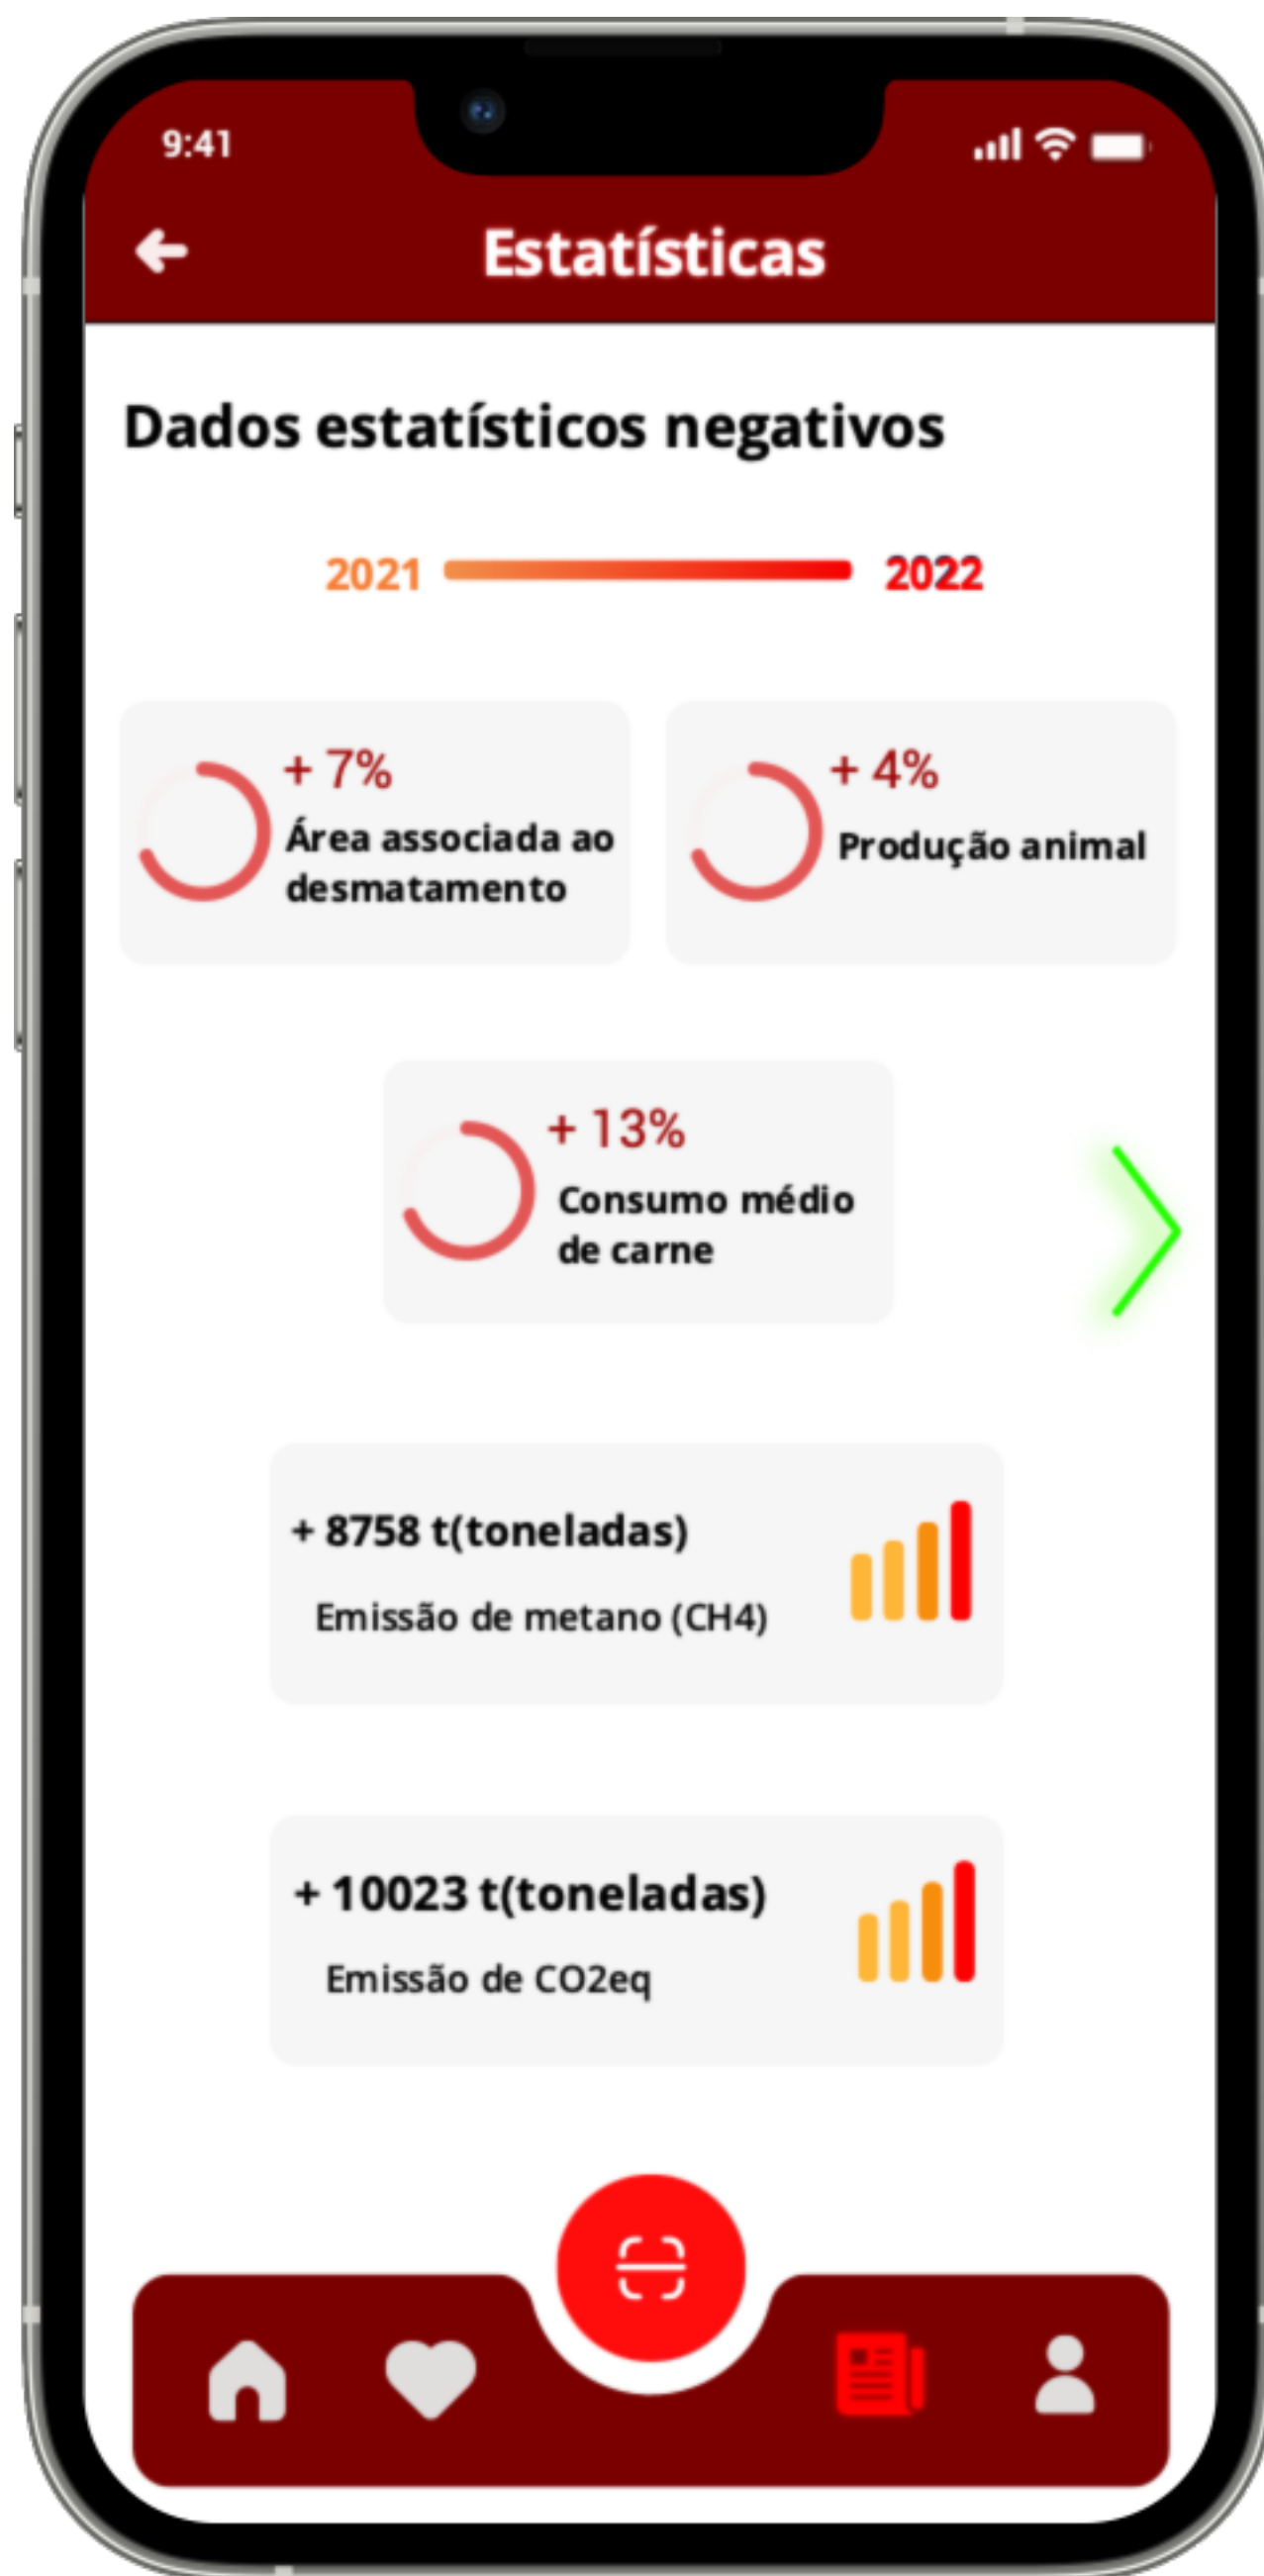 9:41
Estatísticas
Dados estatísticos negativos
2021
2022
+ 7%
Área associada ao
desmatamento
+ 4%
Produção animal
+ 13%
Consumo médio
de carne
+ 8758 t(toneladas)
Emissão de metano (CH4)
+ 10023 t(toneladas)
Emissão de CO2eq